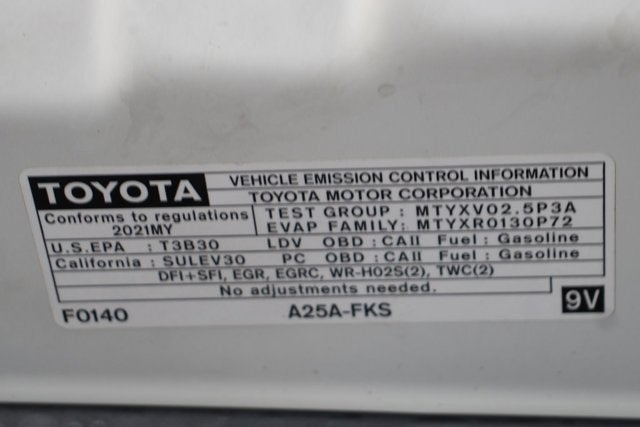 TOYOTA
VEHICLE EMISSION CONTROL INFORMATION
TOYOTA MOTOR CORPORATION
Conforms to regulations
2021MY
TEST GROUP : MTYXV02.5P3A
EVAP FAMILY: MTYXR0130P72
U.S.EPA : T3B30 LDV OBD : CAII Fuel : Gasoline
California : SULEV30 PC OBD : CAII Fuel : Gasoline
DFI+SFI, EGR, EGRC, WR-HO2S(2), TWC(2)
No adjustments needed.
F0140 A25A-FKS 9V